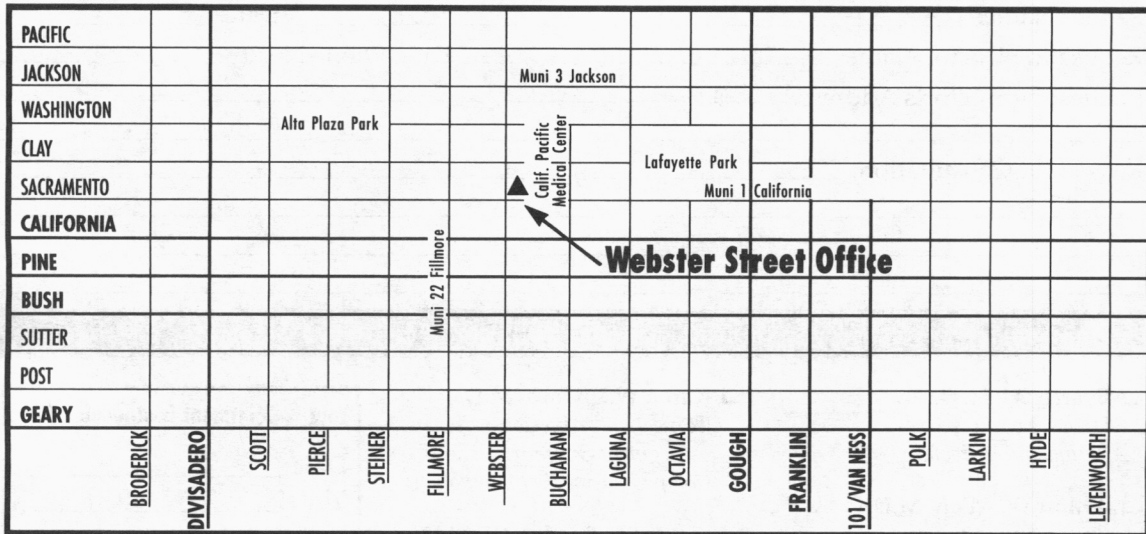 PACIFIC
JACKSON
Muni 3 Jackson
WASHINGTON
Alta Plaza Park
Calif. Pacific
Medical Center
CLAY
Lafayette Park
SACRAMENTO
Muni 1 California
CALIFORNIA
Webster Street Office
PINE
Muni 22 Fillmore
BUSH
SUTTER
POST
GEARY
BRODERICK
DIVISADERO
SCOTT
PIERCE
STEINER
FILLMORE
WEBSTER
BUCHANAN
LAGUNA
OCTAVIA
GOUGH
FRANKLIN
101/VAN NESS
POLK
LARKIN
HYDE
LEVENWORTH